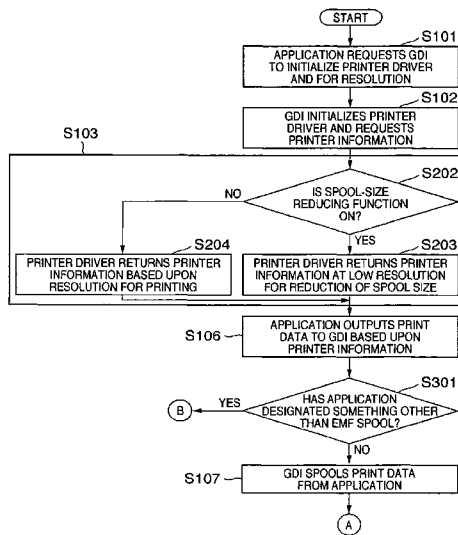 START
S101
APPLICATION REQUESTS GDI
TO INITIALIZE PRINTER DRIVER
AND FOR RESOLUTION
S102
GDI INITIALIZES PRINTER
DRIVER AND REQUESTS
PRINTER INFORMATION
S103
S202
IS SPOOL-SIZE
REDUCING FUNCTION
ON?
NO
YES
S204
PRINTER DRIVER RETURNS PRINTER
INFORMATION BASED UPON
RESOLUTION FOR PRINTING
S203
PRINTER DRIVER RETURNS PRINTER
INFORMATION AT LOW RESOLUTION
FOR REDUCTION OF SPOOL SIZE
S106
APPLICATION OUTPUTS PRINT
DATA TO GDI BASED UPON
PRINTER INFORMATION
S301
HAS APPLICATION
DESIGNATED SOMETHING OTHER
THAN EMF SPOOL?
YES
B
NO
S107
GDI SPOOLS PRINT DATA
FROM APPLICATION
A